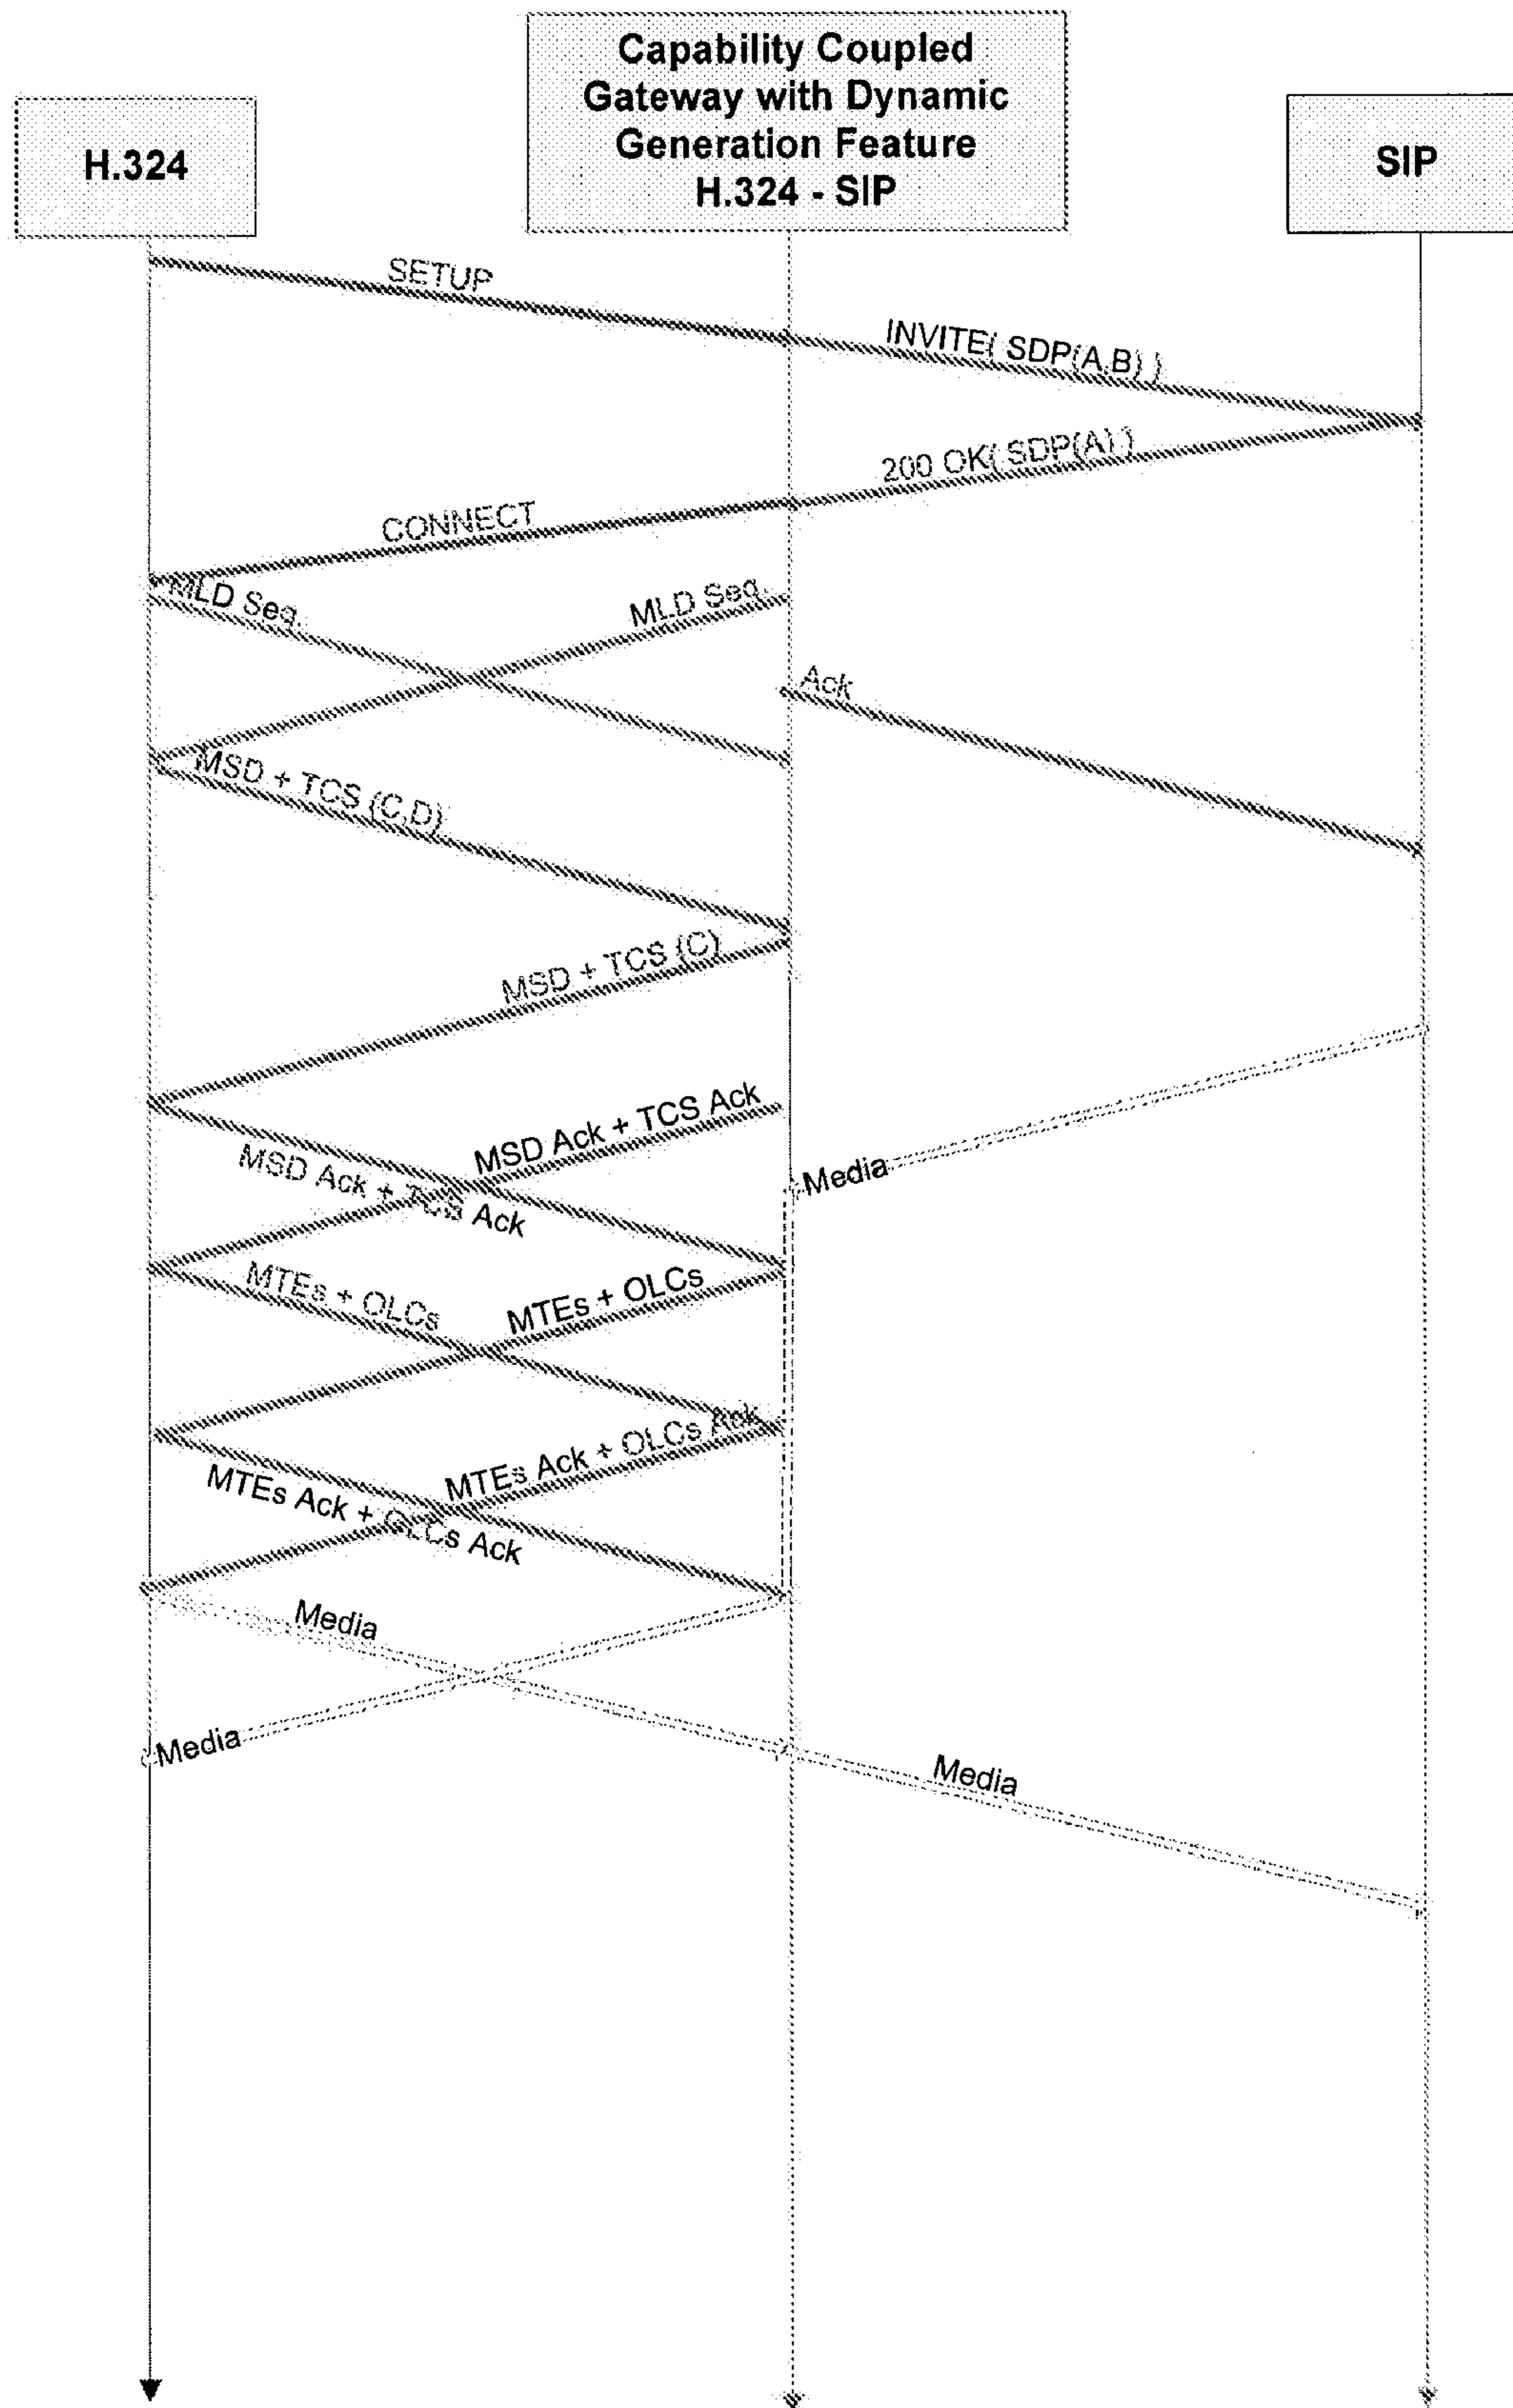 Capability Coupled
Gateway with Dynamic
Generation Feature
H.324 - SIP
H.324
SIP
SETUP
INVITE( SDP(A,B) )
200 OK( SDP(A) )
CONNECT
MLD Seq.
MLD Seq.
Ack
MSD + TCS (C,D)
MSD + TCS (C)
MSD Ack + TCS Ack
MSD Ack + TCS Ack
Media
MTEs + OLCs
MTEs + OLCs
MTEs Ack + OLCs Ack
MTEs Ack + OLCs Ack
Media
Media
Media